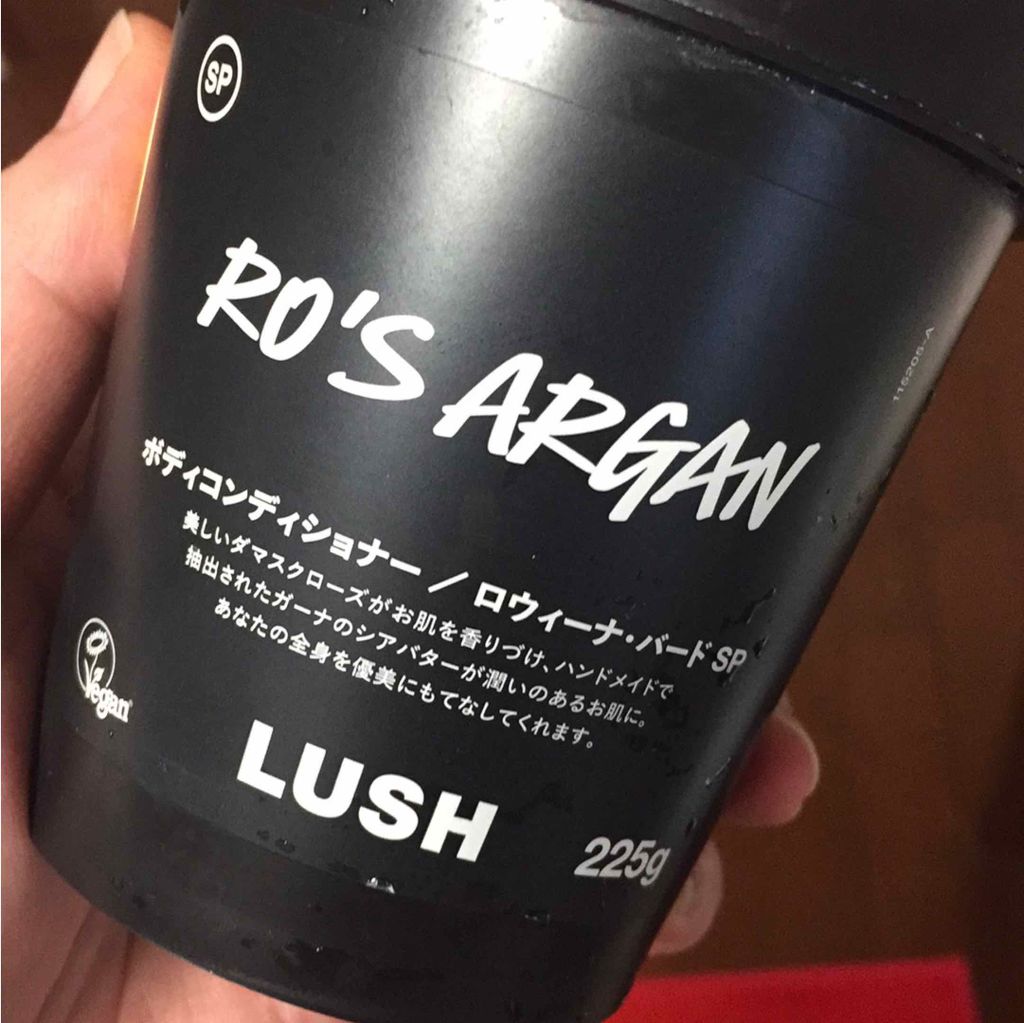 SP
RO'S ARGAN
115206-A
ボディコンディショナー / ロウィーナ・バード SP
美しいダマスクローズがお肌を香りづけ、ハンドメイドで
抽出されたガーナのシアバターが潤いのあるお肌に。
あなたの全身を優美にもてなしてくれます。
Vegan
LUSH
225g